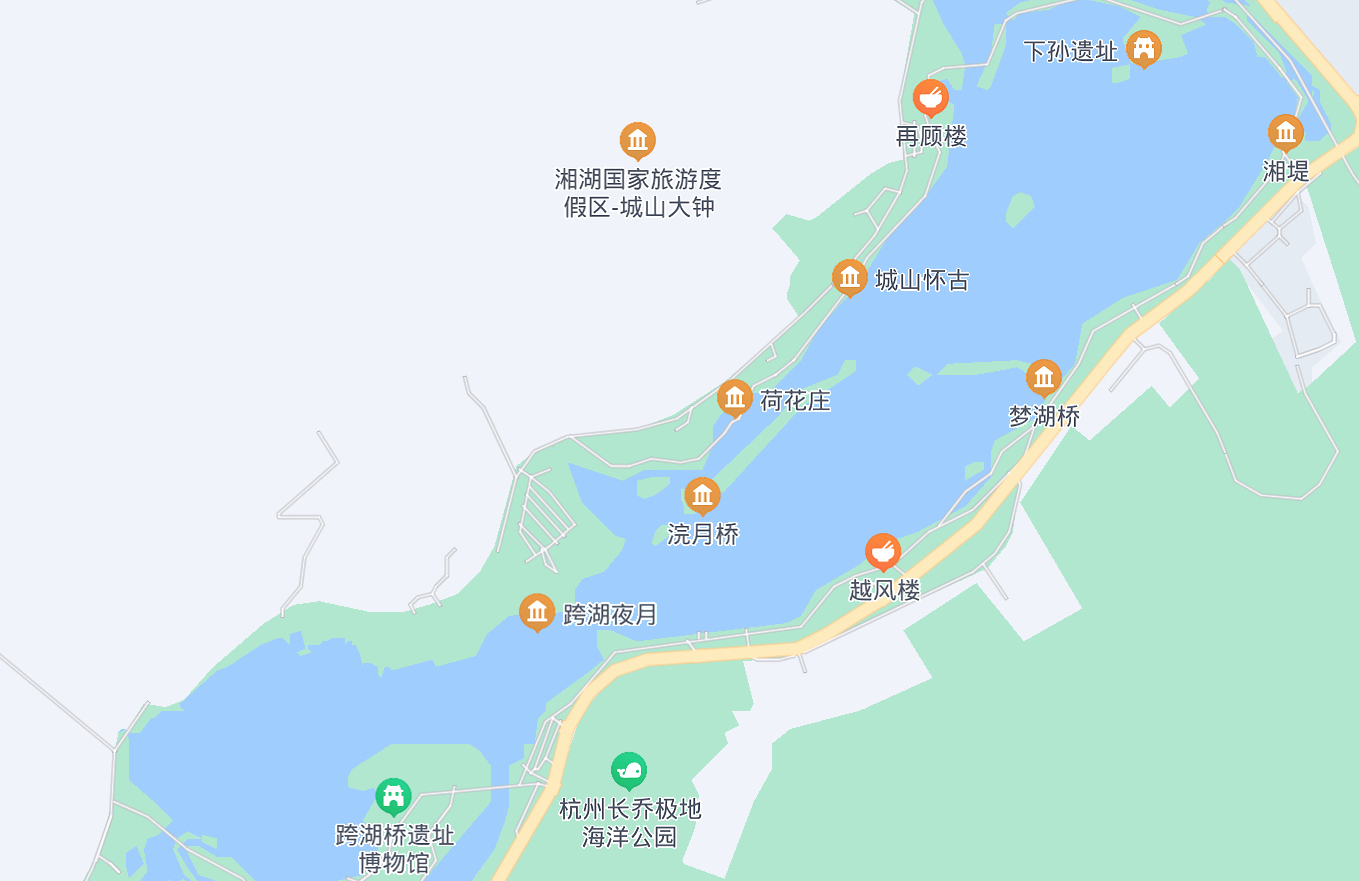 下孙遗址
再顾楼
湘湖国家旅游度
假区-城山大钟
湘堤
城山怀古
荷花庄
梦湖桥
浣月桥
越风楼
跨湖夜月
杭州长乔极地
海洋公园
跨湖桥遗址
博物馆